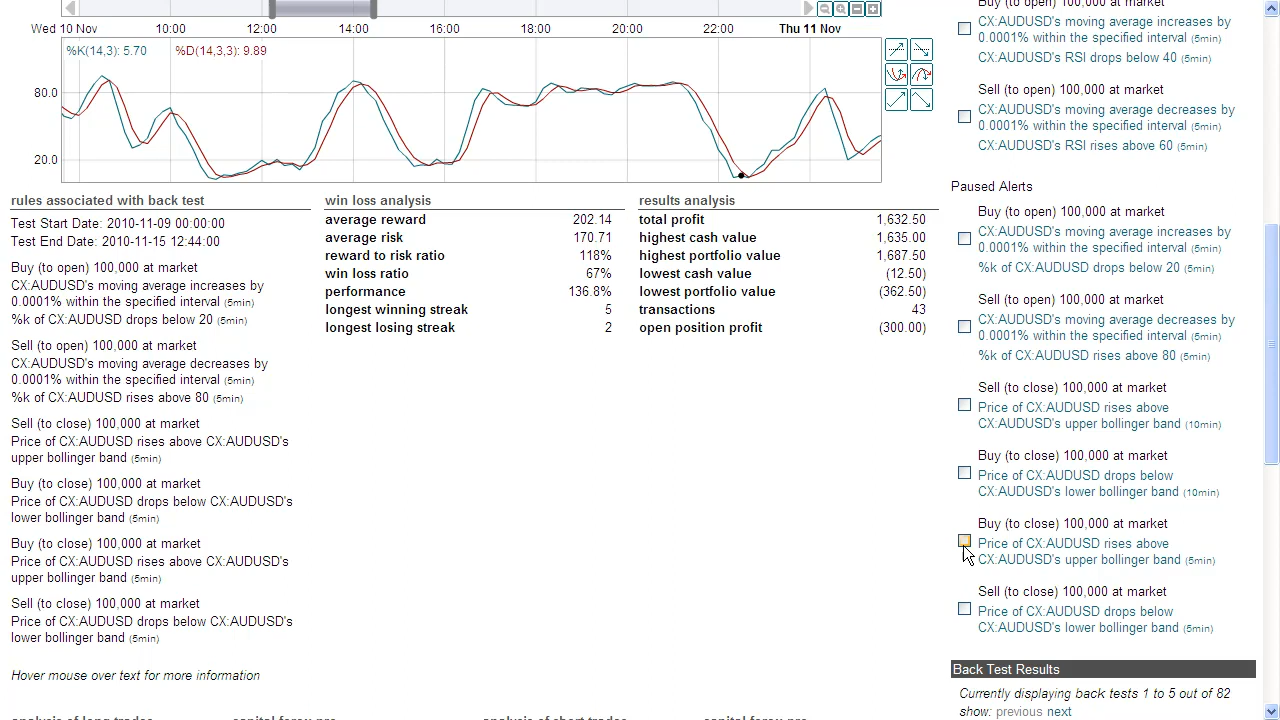 Wed 10 Nov 10:00 12:00 14:00 16:00 18:00 20:00 22:00 Thu 11 Nov
%K(14,3): 5.70 %D(14,3,3): 9.89
80.0
20.0
rules associated with back test
Test Start Date: 2010-11-09 00:00:00
Test End Date: 2010-11-15 12:44:00
Buy (to open) 100,000 at market
CX:AUDUSD's moving average increases by
0.0001% within the specified interval (5min)
%k of CX:AUDUSD drops below 20 (5min)
Sell (to open) 100,000 at market
CX:AUDUSD's moving average decreases by
0.0001% within the specified interval (5min)
%k of CX:AUDUSD rises above 80 (5min)
Sell (to close) 100,000 at market
Price of CX:AUDUSD rises above CX:AUDUSD's
upper bollinger band (5min)
Buy (to close) 100,000 at market
Price of CX:AUDUSD drops below CX:AUDUSD's
lower bollinger band (5min)
Buy (to close) 100,000 at market
Price of CX:AUDUSD rises above CX:AUDUSD's
upper bollinger band (5min)
Sell (to close) 100,000 at market
Price of CX:AUDUSD drops below CX:AUDUSD's
lower bollinger band (5min)
Hover mouse over text for more information
win loss analysis
average reward 202.14
average risk 170.71
reward to risk ratio 118%
win loss ratio 67%
performance 136.8%
longest winning streak 5
longest losing streak 2
results analysis
total profit 1,632.50
highest cash value 1,635.00
highest portfolio value 1,687.50
lowest cash value (12.50)
lowest portfolio value (362.50)
transactions 43
open position profit (300.00)
analysis of long trades capital forex pro analysis of short trades capital forex pro
Buy (to open) 100,000 at market
CX:AUDUSD's moving average increases by
0.0001% within the specified interval (5min)
CX:AUDUSD's RSI drops below 40 (5min)
Sell (to open) 100,000 at market
CX:AUDUSD's moving average decreases by
0.0001% within the specified interval (5min)
CX:AUDUSD's RSI rises above 60 (5min)
Paused Alerts
Buy (to open) 100,000 at market
CX:AUDUSD's moving average increases by
0.0001% within the specified interval (5min)
%k of CX:AUDUSD drops below 20 (5min)
Sell (to open) 100,000 at market
CX:AUDUSD's moving average decreases by
0.0001% within the specified interval (5min)
%k of CX:AUDUSD rises above 80 (5min)
Sell (to close) 100,000 at market
Price of CX:AUDUSD rises above
CX:AUDUSD's upper bollinger band (10min)
Buy (to close) 100,000 at market
Price of CX:AUDUSD drops below
CX:AUDUSD's lower bollinger band (10min)
Buy (to close) 100,000 at market
Price of CX:AUDUSD rises above
CX:AUDUSD's upper bollinger band (5min)
Sell (to close) 100,000 at market
Price of CX:AUDUSD drops below
CX:AUDUSD's lower bollinger band (5min)
Back Test Results
Currently displaying back tests 1 to 5 out of 82
show: previous next